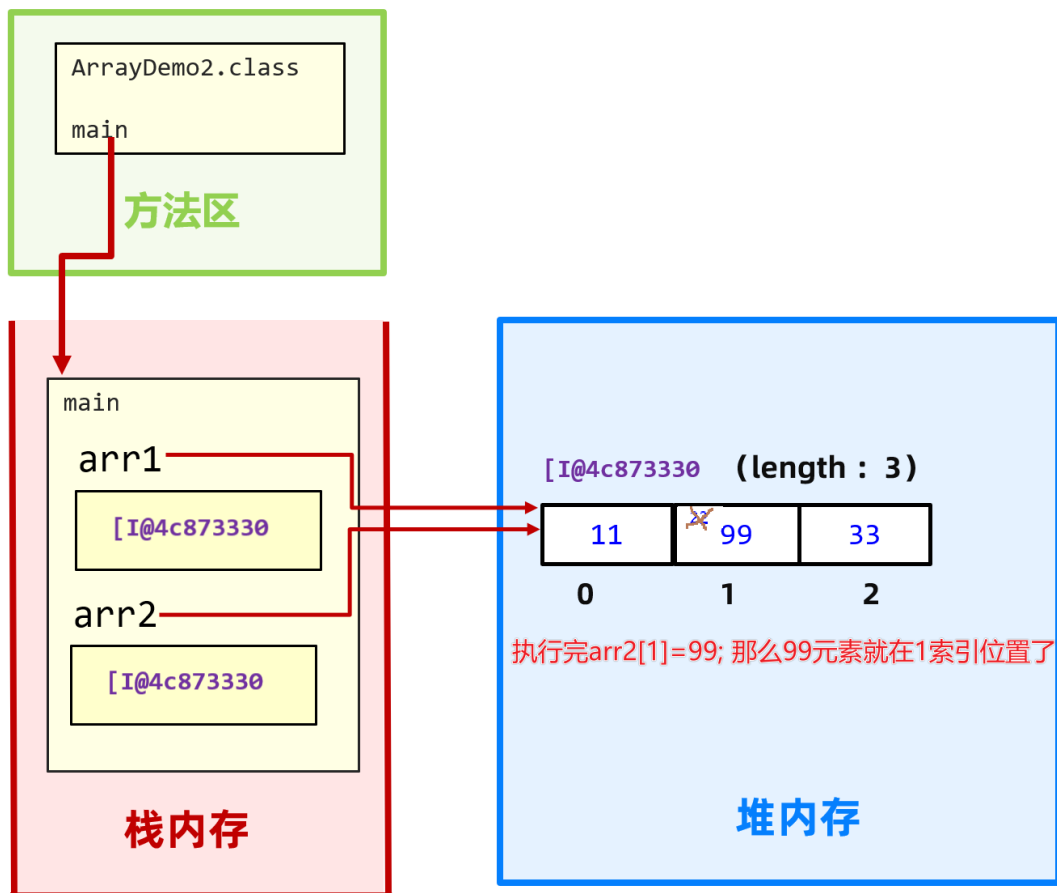 ArrayDemo2.class
main
方法区
main
arr1
[I@4c873330
arr2
[I@4c873330
栈内存
[I@4c873330 (length : 3)
11 22 99 33
0 1 2
执行完arr2[1]=99; 那么99元素就在1索引位置了
堆内存